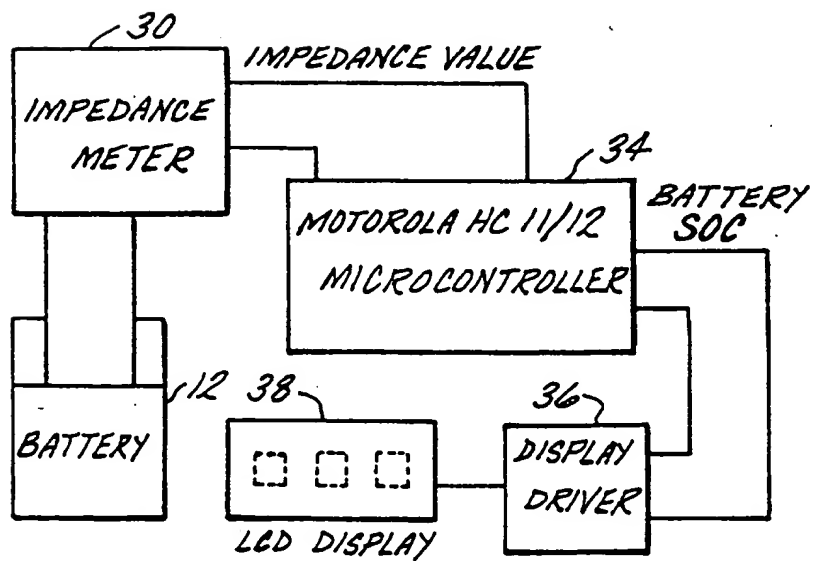 30
IMPEDANCE VALUE
IMPEDANCE
METER
34
BATTERY
SOC
MOTOROLA HC 11/12
MICROCONTROLLER
12
BATTERY
38
LCD DISPLAY
36
DISPLAY
DRIVER